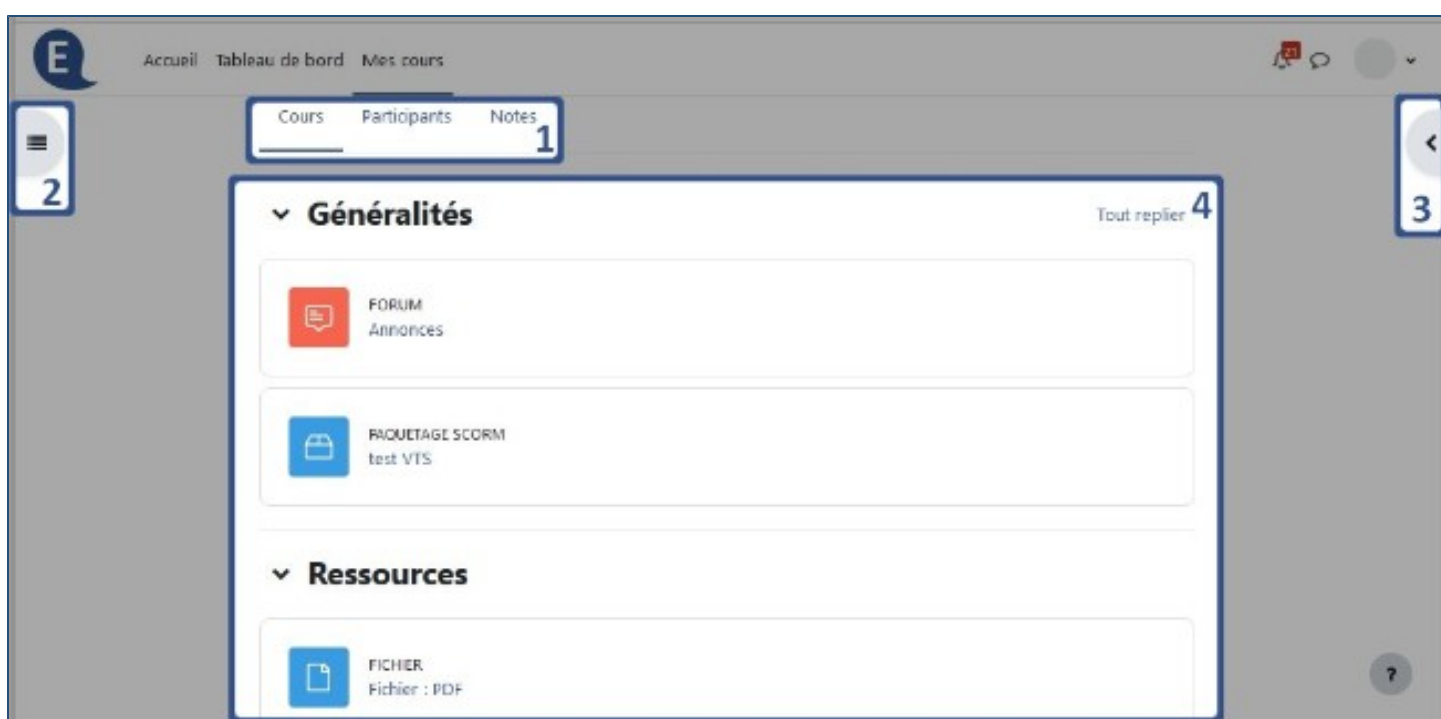 E
Accueil Tableau de bord Mes cours
21
Cours Participants Notes
1
2
3
Généralités
Tout replier 4
FORUM
Annonces
PAQUETAGE SCORM
test VTS
Ressources
FICHIER
Fichier : PDF
?